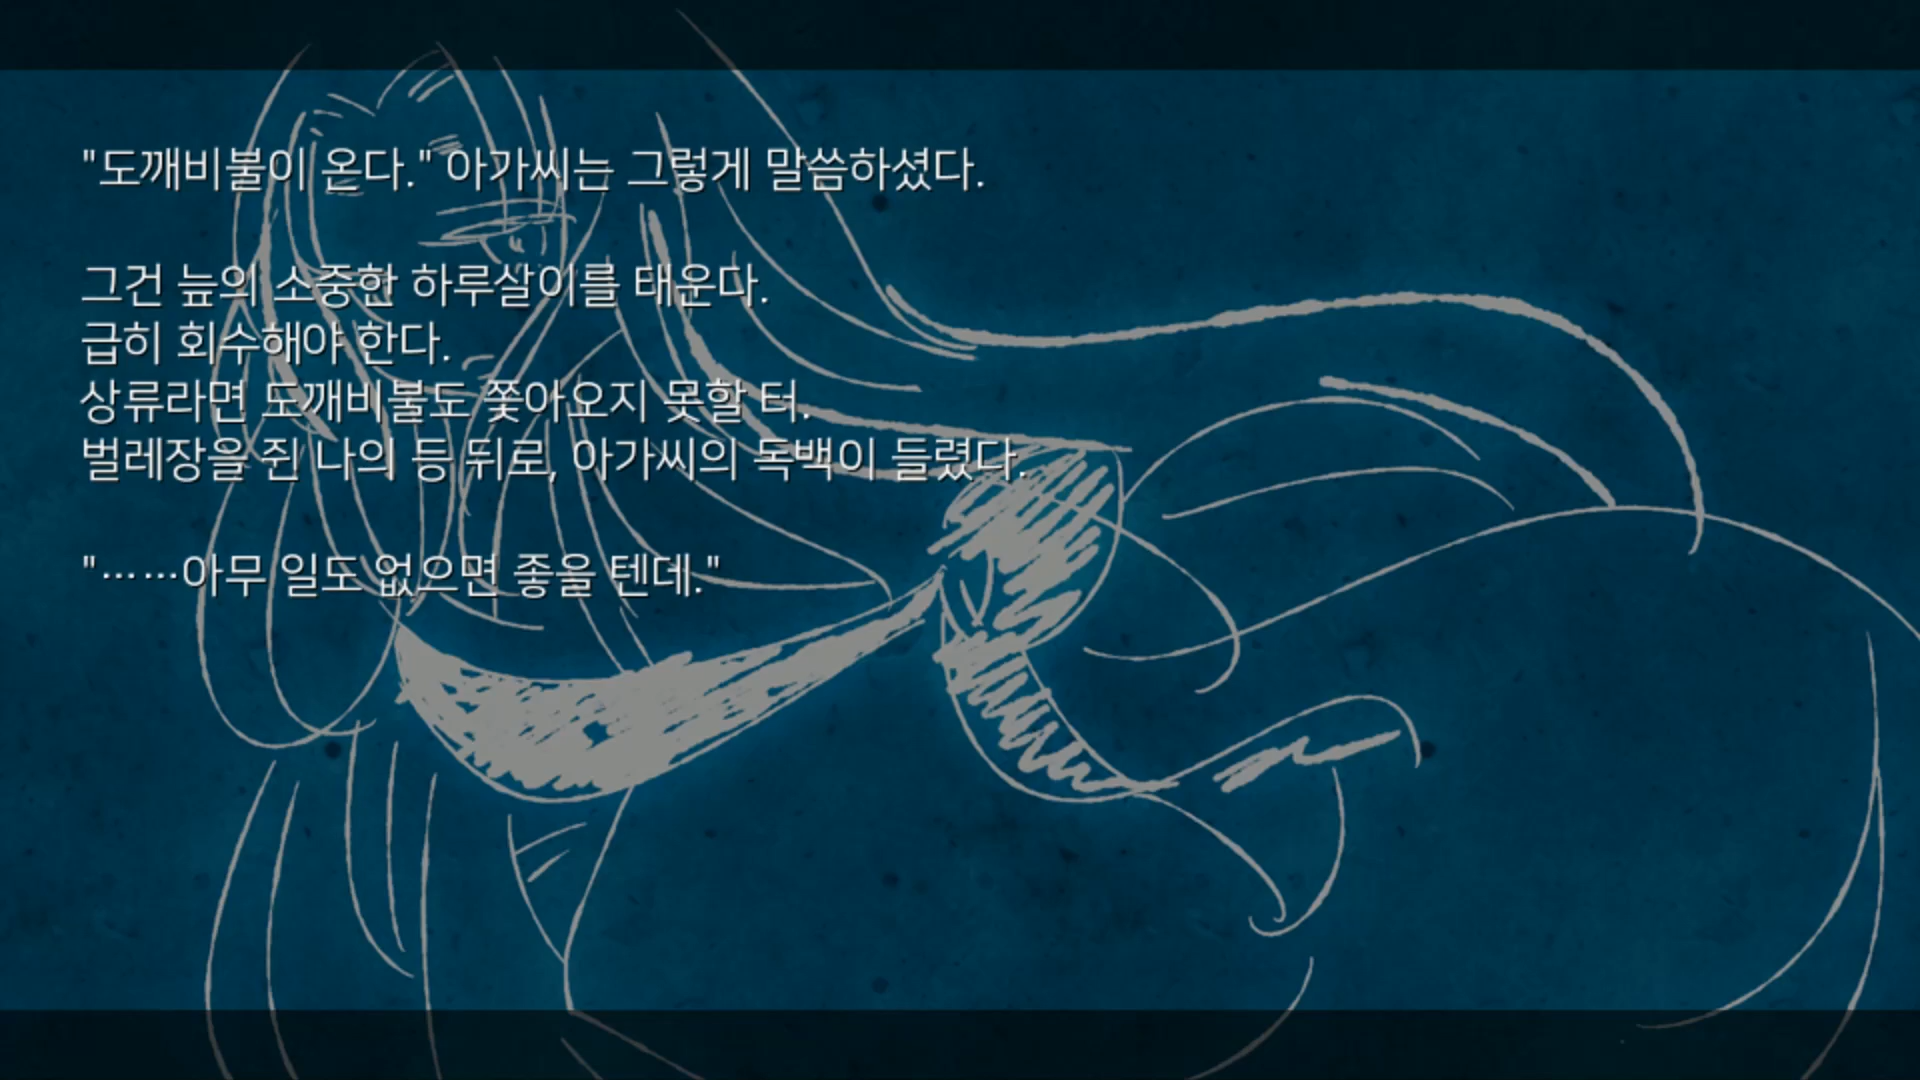 "도깨비불이 온다." 아가씨는 그렇게 말씀하셨다.
그건 늪의 소중한 하루살이를 태운다.
급히 회수해야 한다.
상류라면 도깨비불도 쫓아오지 못할 터.
벌레장을 쥔 나의 등 뒤로, 아가씨의 독백이 들렸다.
"……아무 일도 없으면 좋을 텐데."